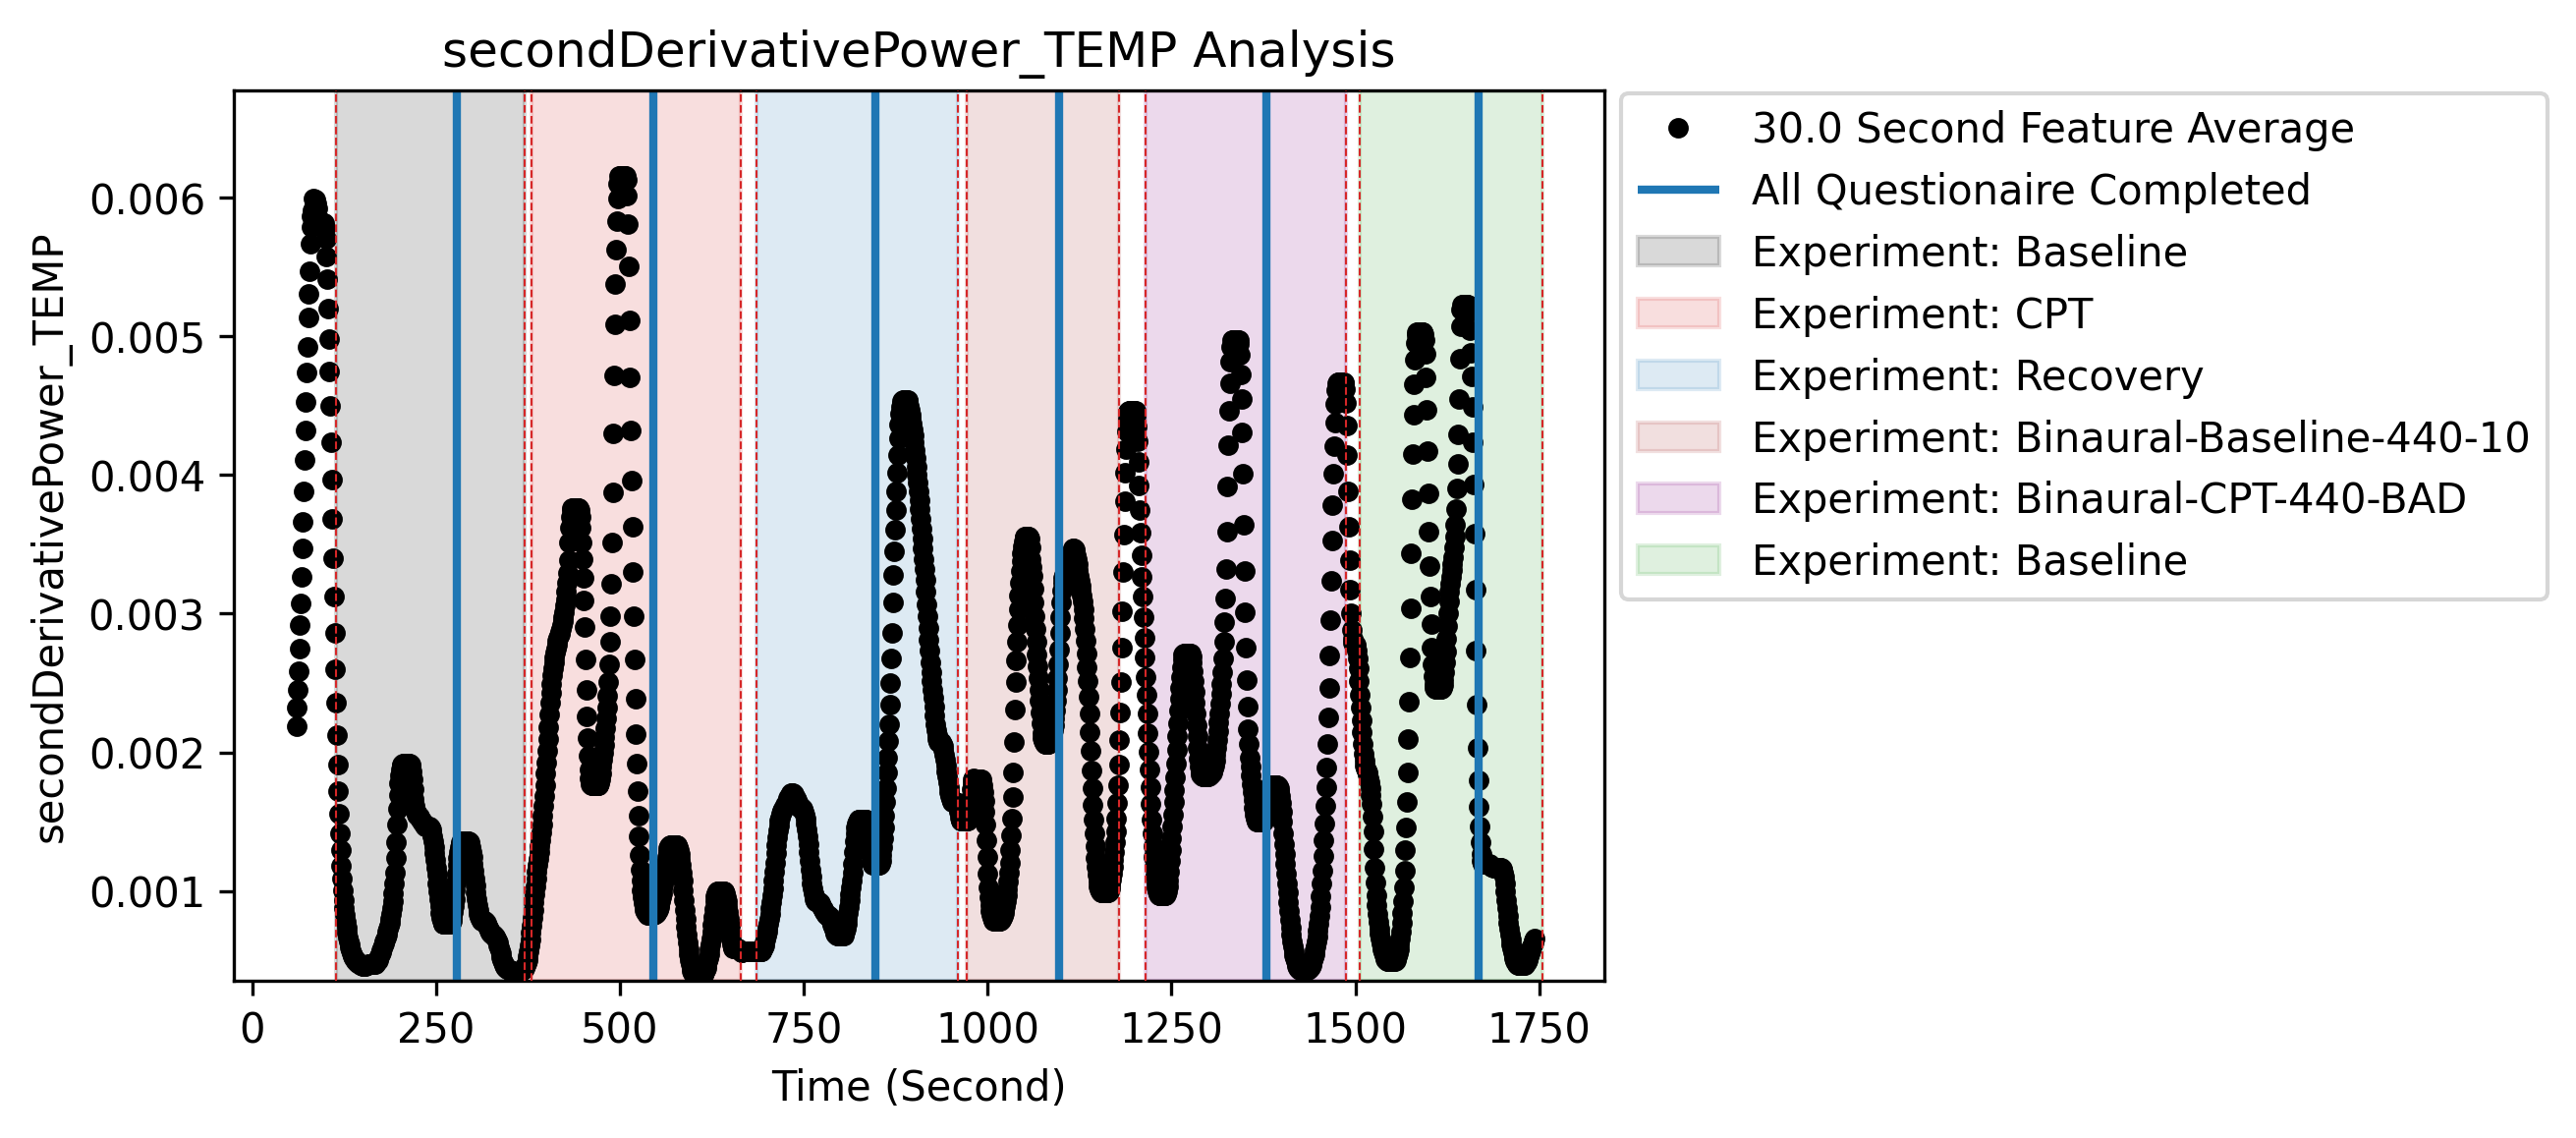 secondDerivativePower_TEMP Analysis
secondDerivativePower_TEMP
0.006
0.005
0.004
0.003
0.002
0.001
0 250 500 750 1000 1250 1500 1750
Time (Second)
30.0 Second Feature Average
All Questionaire Completed
Experiment: Baseline
Experiment: CPT
Experiment: Recovery
Experiment: Binaural-Baseline-440-10
Experiment: Binaural-CPT-440-BAD
Experiment: Baseline